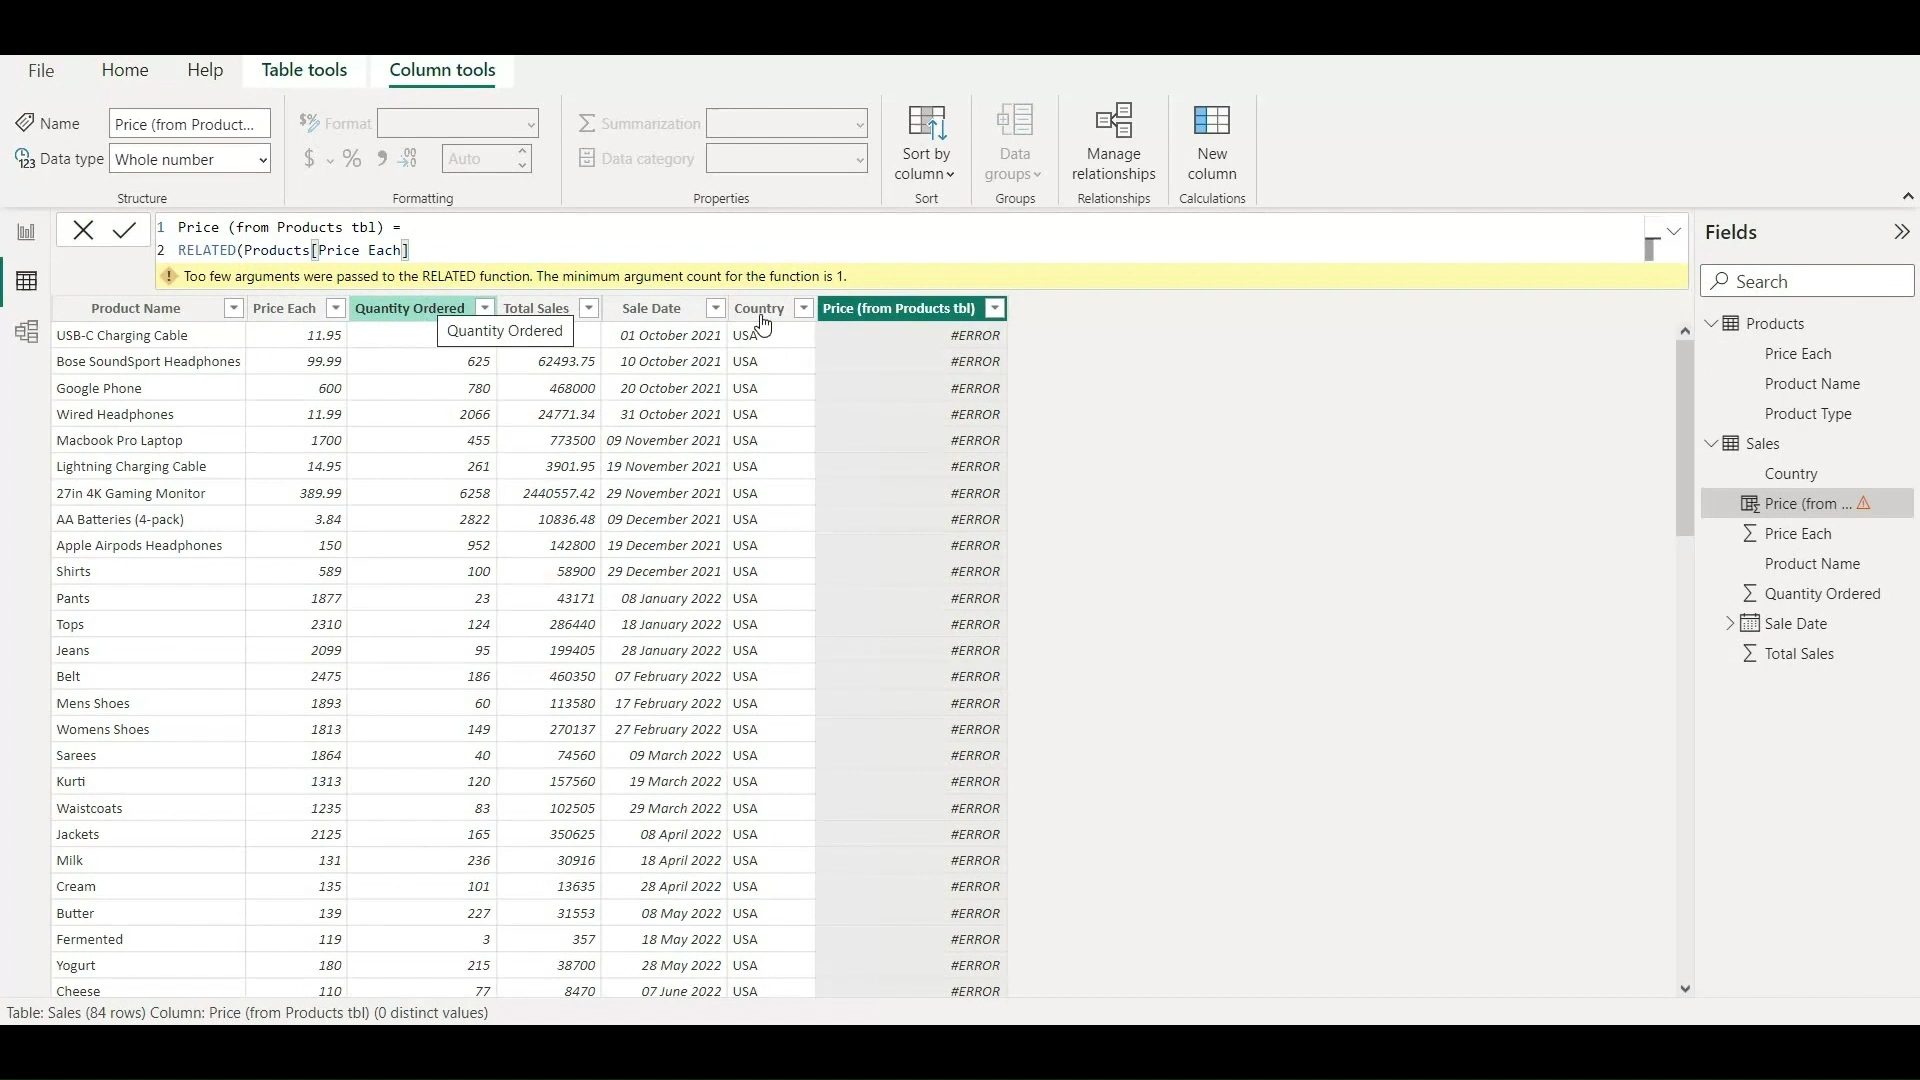 File Home Help Table tools Column tools
Name Price (from Product... Format Summarization
Data type Whole number $ % 9 .00 Auto Data category
Sort by column Data groups Manage relationships New column
Structure Formatting Properties Sort Groups Relationships Calculations
1 Price (from Products tbl) =
2 RELATED(Products[Price Each]
Too few arguments were passed to the RELATED function. The minimum argument count for the function is 1.
Product Name Price Each Quantity Ordered Total Sales Sale Date Country Price (from Products tbl)
Quantity Ordered
USB-C Charging Cable 11.95 01 October 2021 USA #ERROR
Bose SoundSport Headphones 99.99 625 62493.75 10 October 2021 USA #ERROR
Google Phone 600 780 468000 20 October 2021 USA #ERROR
Wired Headphones 11.99 2066 24771.34 31 October 2021 USA #ERROR
Macbook Pro Laptop 1700 455 773500 09 November 2021 USA #ERROR
Lightning Charging Cable 14.95 261 3901.95 19 November 2021 USA #ERROR
27in 4K Gaming Monitor 389.99 6258 2440557.42 29 November 2021 USA #ERROR
AA Batteries (4-pack) 3.84 2822 10836.48 09 December 2021 USA #ERROR
Apple Airpods Headphones 150 952 142800 19 December 2021 USA #ERROR
Shirts 589 100 58900 29 December 2021 USA #ERROR
Pants 1877 23 43171 08 January 2022 USA #ERROR
Tops 2310 124 286440 18 January 2022 USA #ERROR
Jeans 2099 95 199405 28 January 2022 USA #ERROR
Belt 2475 186 460350 07 February 2022 USA #ERROR
Mens Shoes 1893 60 113580 17 February 2022 USA #ERROR
Womens Shoes 1813 149 270137 27 February 2022 USA #ERROR
Sarees 1864 40 74560 09 March 2022 USA #ERROR
Kurti 1313 120 157560 19 March 2022 USA #ERROR
Waistcoats 1235 83 102505 29 March 2022 USA #ERROR
Jackets 2125 165 350625 08 April 2022 USA #ERROR
Milk 131 236 30916 18 April 2022 USA #ERROR
Cream 135 101 13635 28 April 2022 USA #ERROR
Butter 139 227 31553 08 May 2022 USA #ERROR
Fermented 119 3 357 18 May 2022 USA #ERROR
Yogurt 180 215 38700 28 May 2022 USA #ERROR
Cheese 110 77 8470 07 June 2022 USA #ERROR
Table: Sales (84 rows) Column: Price (from Products tbl) (0 distinct values)
Fields
Search
Products
Price Each
Product Name
Product Type
Sales
Country
Price (from ...
Price Each
Product Name
Quantity Ordered
Sale Date
Total Sales